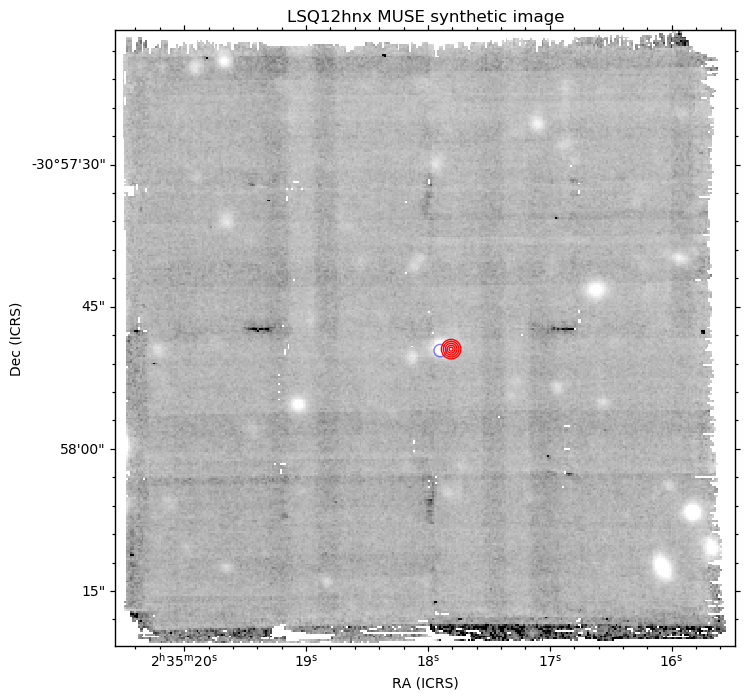 LSQ12hnx MUSE synthetic image
-30°57'30"
45"
58'00"
15"
Dec (ICRS)
2ʰ35ᵐ20ˢ 19ˢ 18ˢ 17ˢ 16ˢ
RA (ICRS)